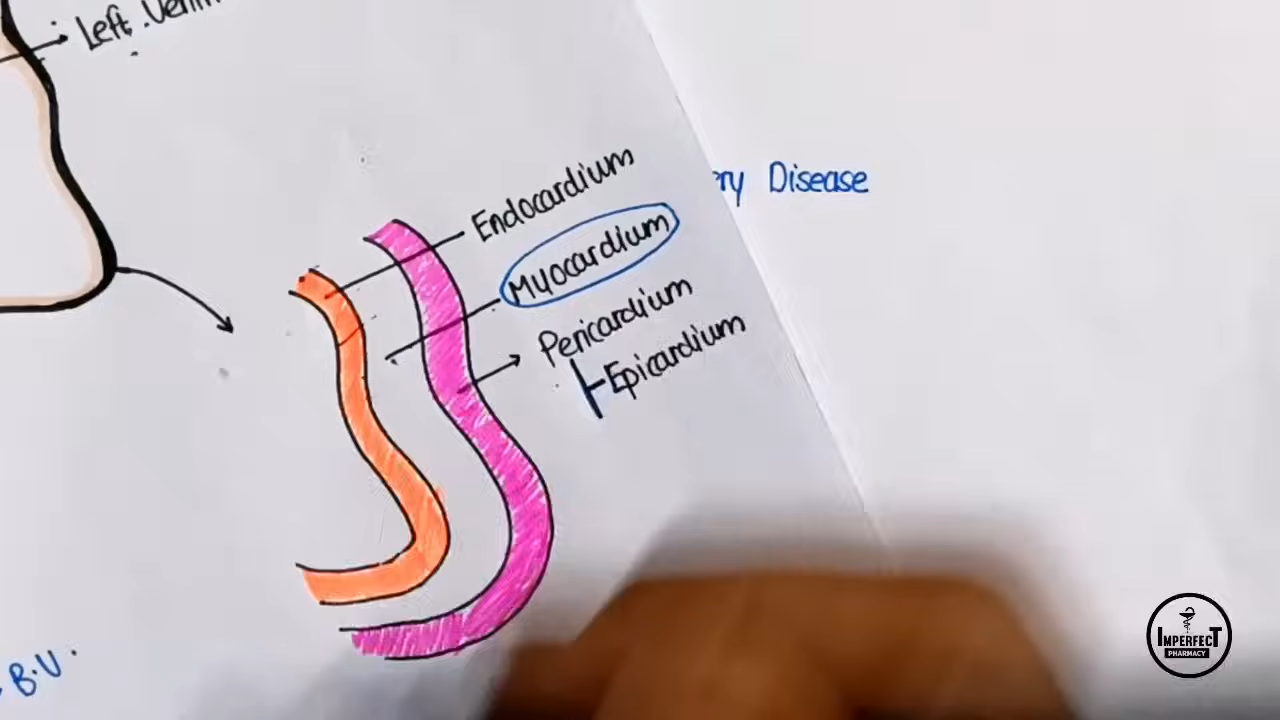 Left
Endocardium
Myocardium
Pericardium
Epicardium
Disease
B.V.
IMPERFECT
PHARMACY